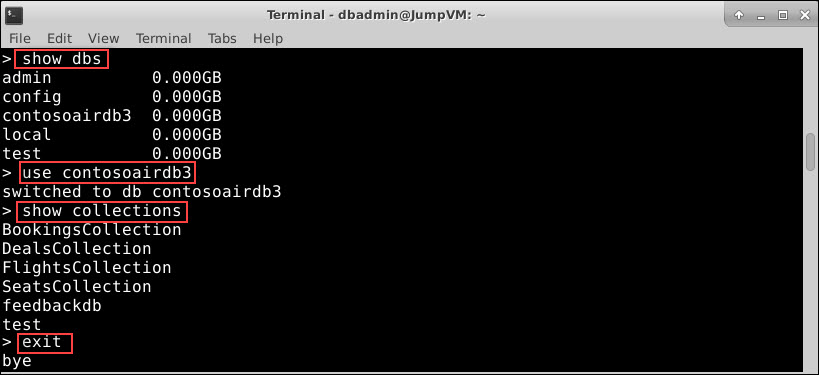 Terminal - dbadmin@JumpVM: ~
File Edit View Terminal Tabs Help
> show dbs
admin 0.000GB
config 0.000GB
contosoairdb3 0.000GB
local 0.000GB
test 0.000GB
> use contosoairdb3
switched to db contosoairdb3
> show collections
BookingsCollection
DealsCollection
FlightsCollection
SeatsCollection
feedbackdb
test
> exit
bye